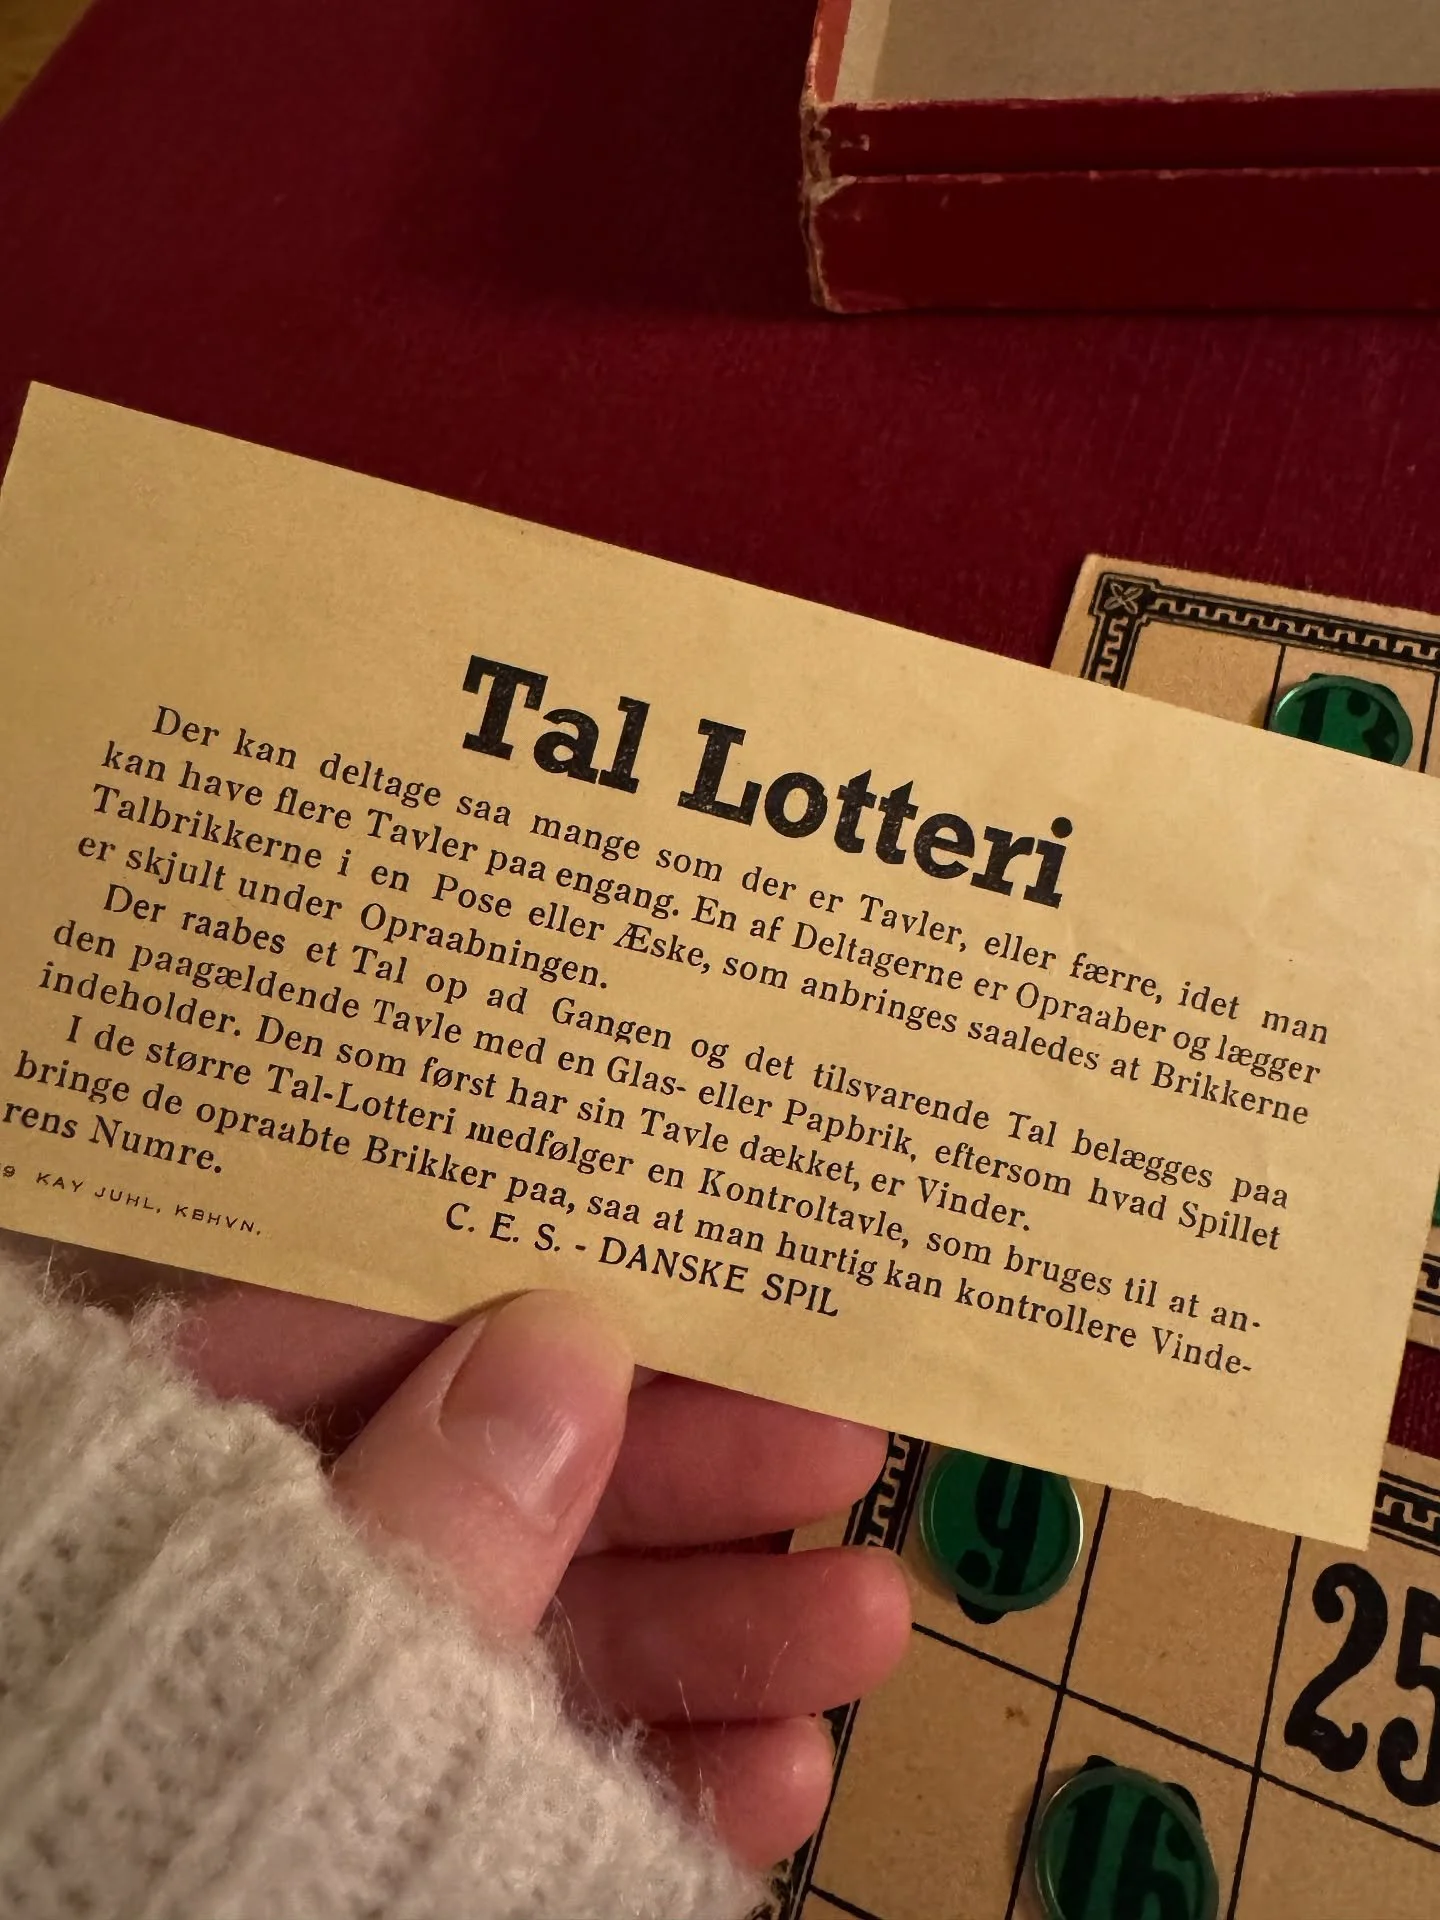 Tal Lotteri
Der kan deltage saa mange som der er Tavler, eller færre, idet man
kan have flere Tavler paa engang. En af Deltagerne er Opraaber og lægger
Talbrikkerne i en Pose eller Æske, som anbringes saaledes at Brikkerne
er skjult under Opraabningen.
Der raabes et Tal op ad Gangen og det tilsvarende Tal belægges paa
den paagældende Tavle med en Glas- eller Papbrik, eftersom hvad Spillet
indeholder. Den som først har sin Tavle dækket, er Vinder.
I de større Tal-Lotteri medfølger en Kontroltavle, som bruges til at an-
bringe de opraabte Brikker paa, saa at man hurtig kan kontrollere Vinde-
rens Numre.
C. E. S. - DANSKE SPIL
9 KAY JUHL, KBHVN.
13
9
25
16